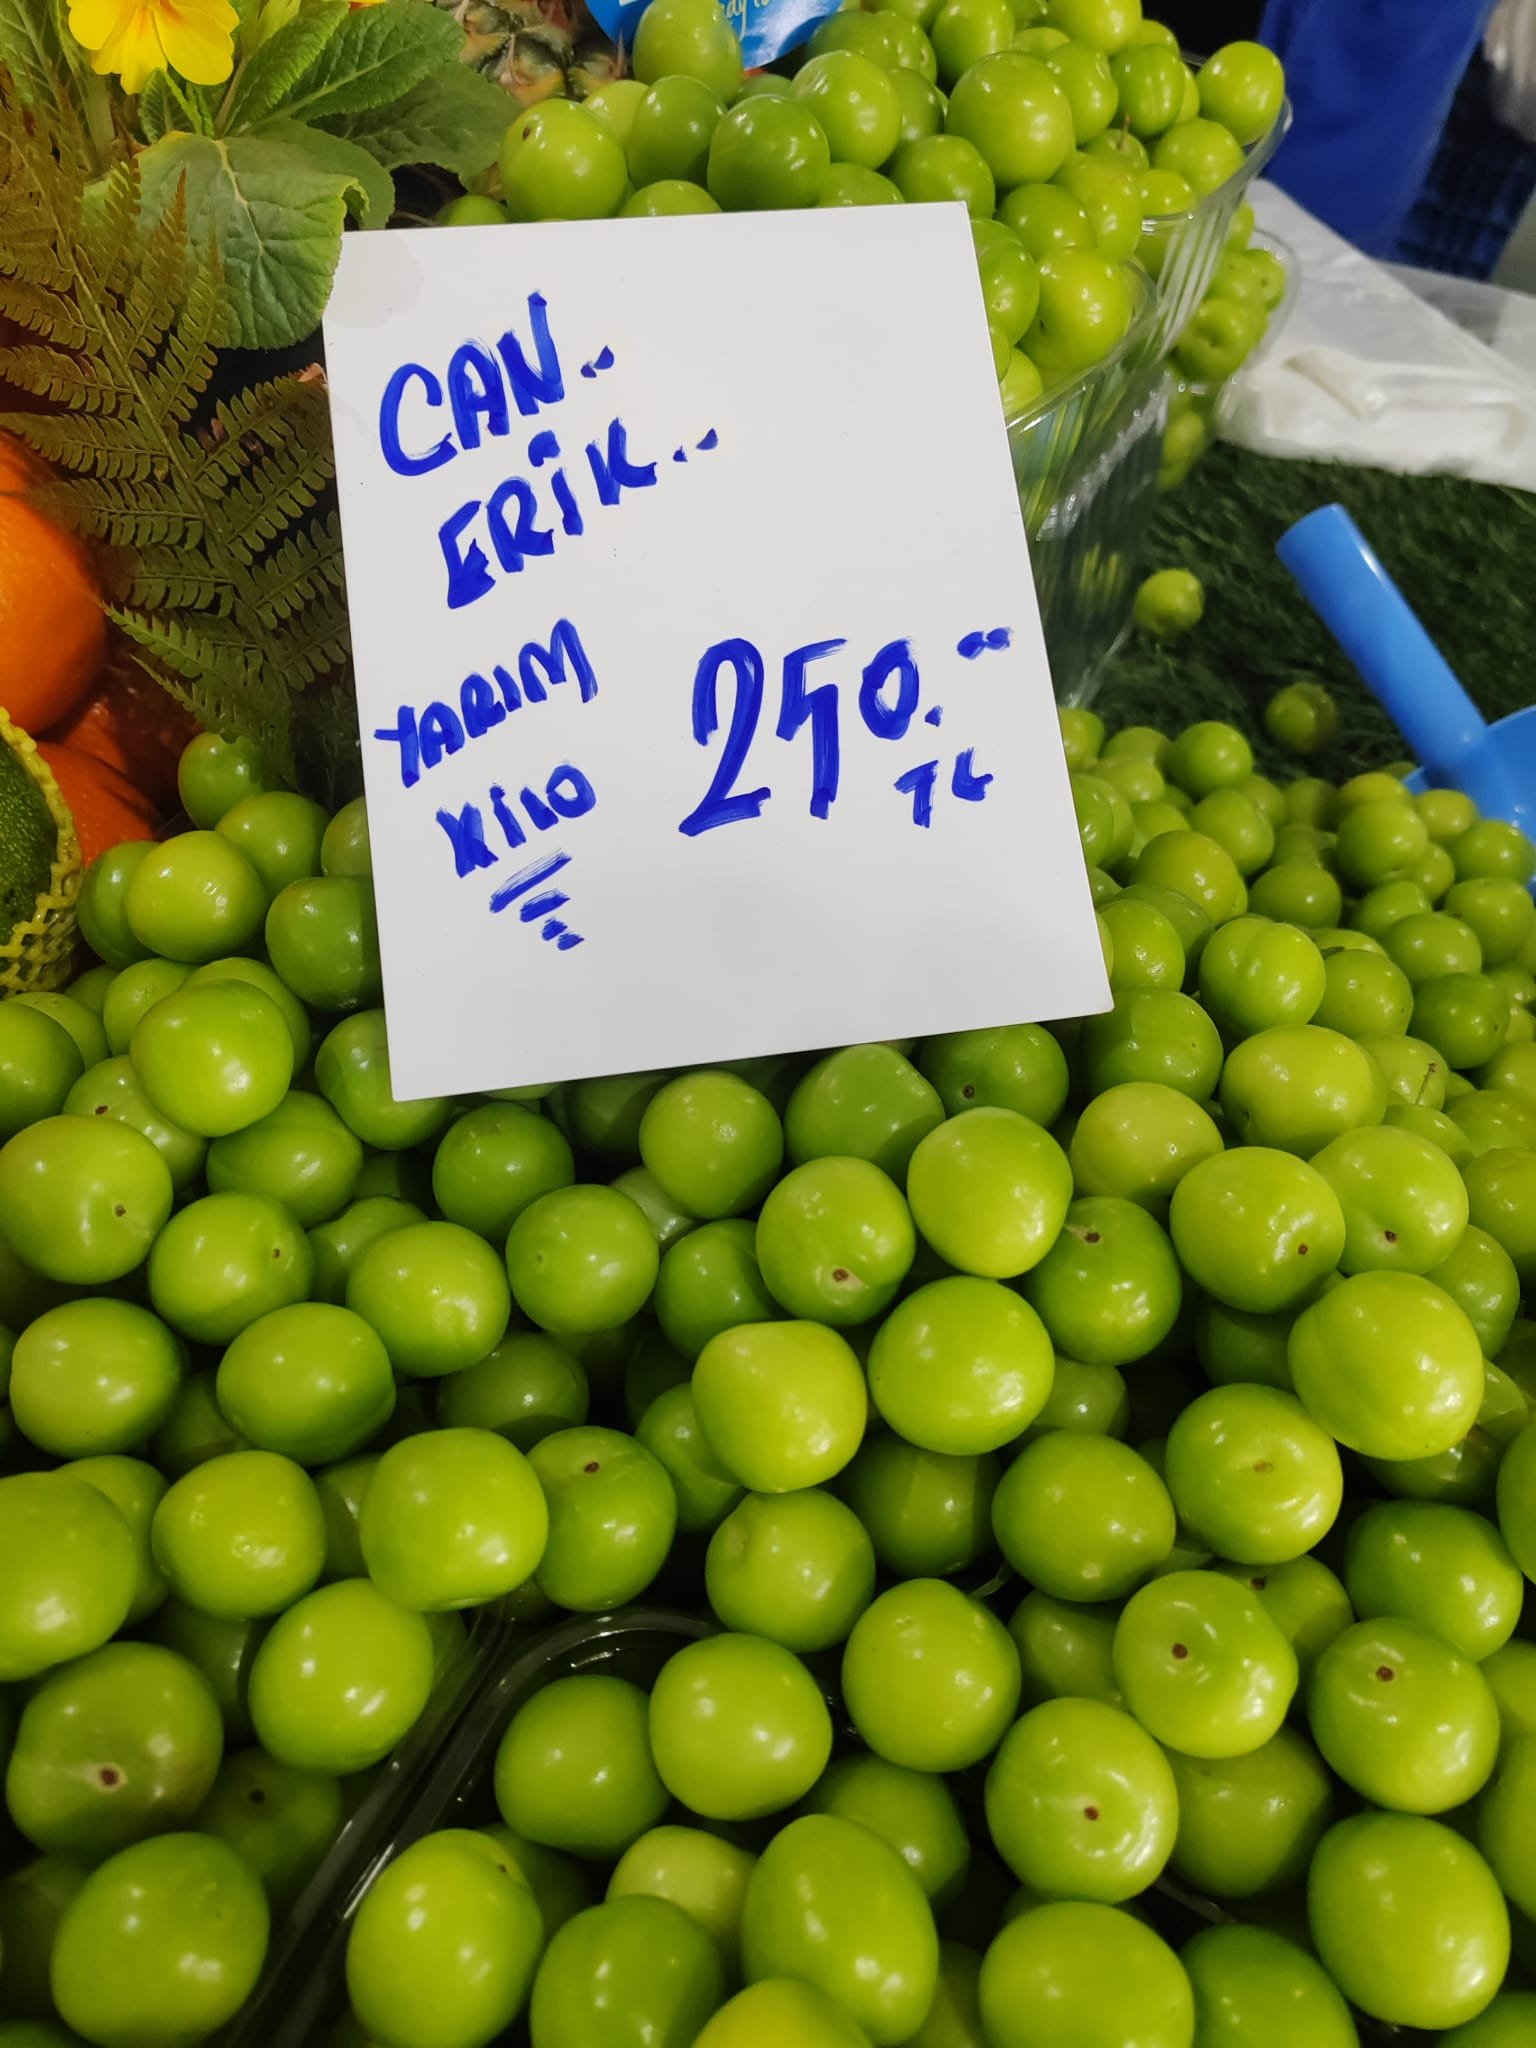 CAN..
ERİK..
YARIM
KİLO
250.
TL